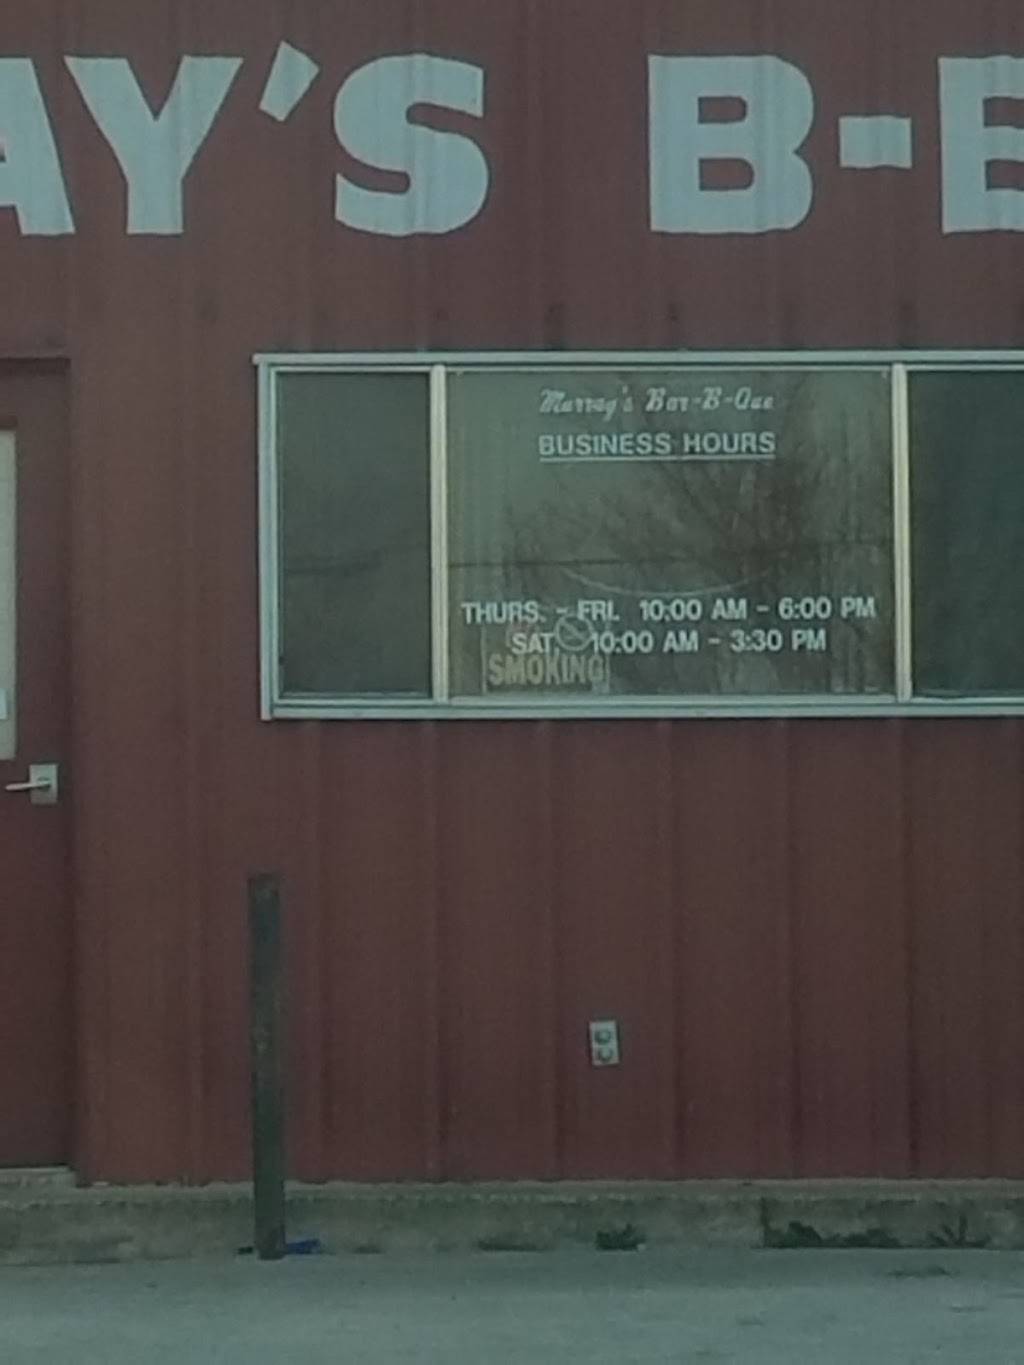 AY'S B-B
Murray's Bar-B-Que
BUSINESS HOURS
THURS. - FRI. 10:00 AM - 6:00 PM
SAT. 10:00 AM - 3:30 PM
SMOKING